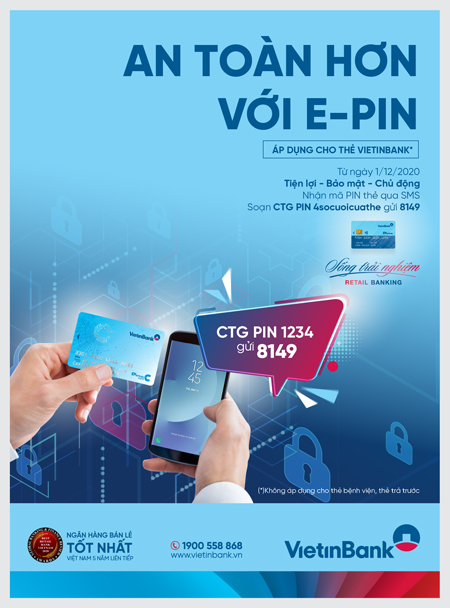 AN TOÀN HƠN
VỚI E-PIN
ÁP DỤNG CHO THẺ VIETINBANK*
Từ ngày 1/12/2020
Tiện lợi - Bảo mật - Chủ động
Nhận mã PIN thẻ qua SMS
Soạn CTG PIN 4socuoicuathe gửi 8149
Sống trải nghiệm
RETAIL BANKING
CTG PIN 1234
gửi 8149
VietinBank
12
45
(*)Không áp dụng cho thẻ bệnh viện, thẻ trả trước
NGÂN HÀNG BÁN LẺ
TỐT NHẤT
VIỆT NAM 5 NĂM LIÊN TIẾP
1900 558 868
www.vietinbank.vn
VietinBank